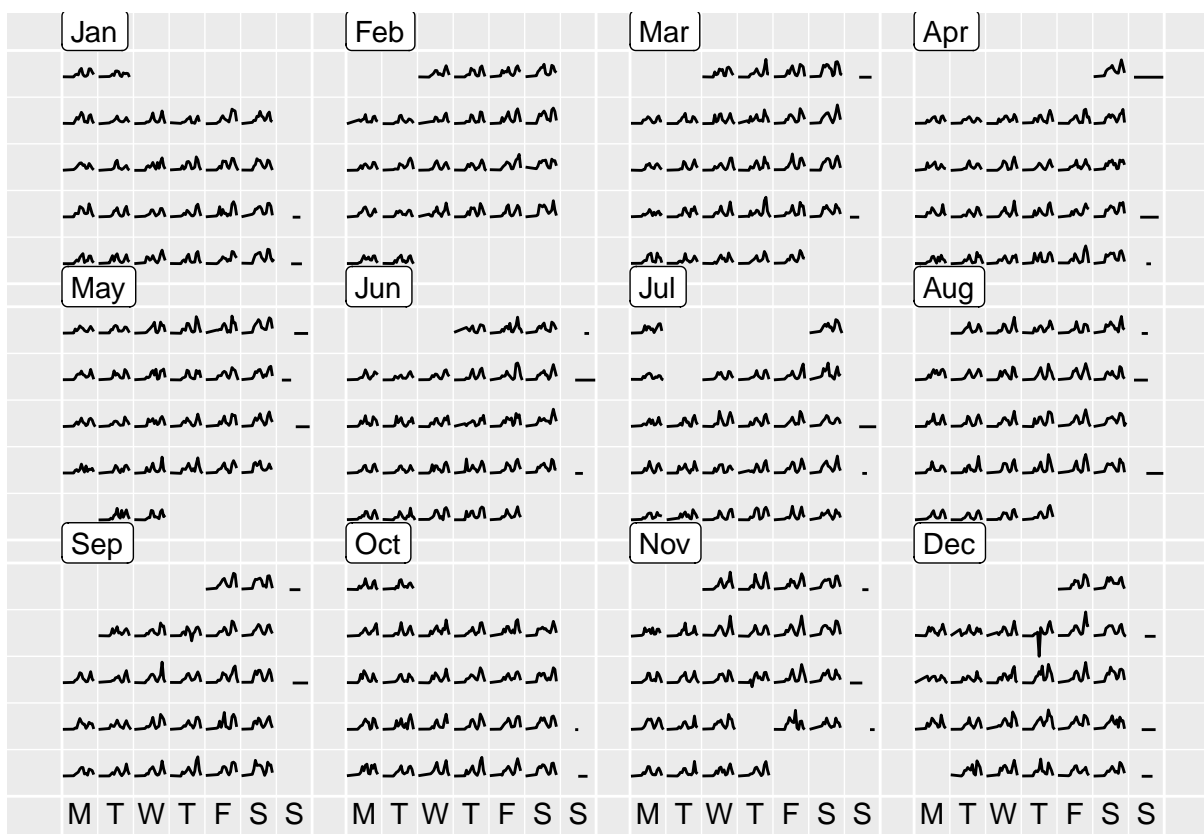 Jan Feb Mar Apr
May Jun Jul Aug
Sep Oct Nov Dec
M T W T F S S M T W T F S S M T W T F S S M T W T F S S